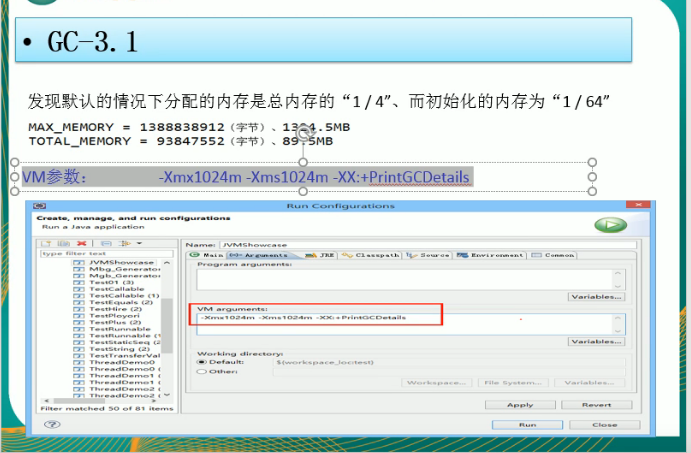 • GC-3.1
发现默认的情况下分配的内存是总内存的“1 / 4”、而初始化的内存为“1 / 64”
MAX_MEMORY = 1388838912（字节）、1324.5MB
TOTAL_MEMORY = 93847552（字节）、89.5MB
VM参数： -Xmx1024m -Xms1024m -XX:+PrintGCDetails
Run Configurations
Create, manage, and run configurations
Run a Java application
type filter text
JVMShowcase
Mbg_Generator
Mgb_Generator
Test01 (3)
TestCallable
TestCallable (1)
TestEquals (2)
TestHire (2)
TestPloyori
TestPlus (2)
TestRunnable
TestRunnable (1
TestStaticSeq (2
TestString (2)
TestTransferVal
ThreadDemo0
ThreadDemo0 (
ThreadDemo1
ThreadDemo1 (
ThreadDemo2
ThreadDemo2 (
Filter matched 50 of 81 items
Name: JVMShowcase
Main (x)= Arguments JRE Classpath Source Environment Common
Program arguments:
Variables...
VM arguments:
-Xmx1024m -Xms1024m -XX:+PrintGCDetails
Variables...
Working directory:
Default: ${workspace_loc:test}
Other:
Workspace... File System... Variables...
Apply Revert
Run Close